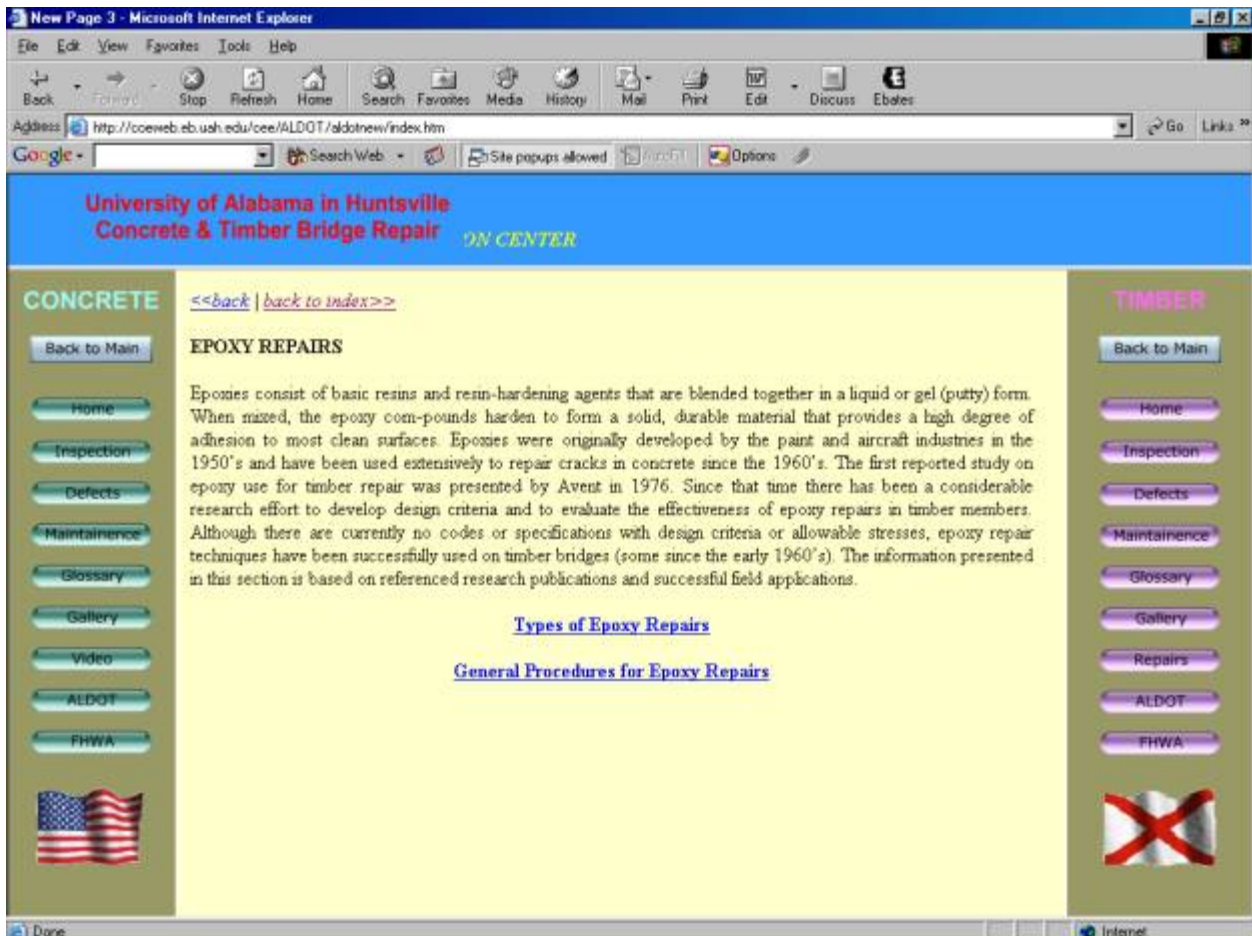 New Page 3 - Microsoft Internet Explorer
File Edit View Favorites Tools Help
Back Forward Stop Refresh Home Search Favorites Media History Mail Print Edit Discuss Ebates
Address http://coeweb.eb.uah.edu/cee/ALDOT/aldotnew/index.htm Go Links »
Google Search Web Site popups allowed AutoFill Options
University of Alabama in Huntsville
Concrete & Timber Bridge Repair
ON CENTER
CONCRETE
Back to Main
Home
Inspection
Defects
Maintainence
Glossary
Gallery
Video
ALDOT
FHWA
<<back | back to index>>
EPOXY REPAIRS
Epoxies consist of basic resins and resin-hardening agents that are blended together in a liquid or gel (putty) form.
When mixed, the epoxy com-pounds harden to form a solid, durable material that provides a high degree of
adhesion to most clean surfaces. Epoxies were originally developed by the paint and aircraft industries in the
1950's and have been used extensively to repair cracks in concrete since the 1960's. The first reported study on
epoxy use for timber repair was presented by Avent in 1976. Since that time there has been a considerable
research effort to develop design criteria and to evaluate the effectiveness of epoxy repairs in timber members.
Although there are currently no codes or specifications with design criteria or allowable stresses, epoxy repair
techniques have been successfully used on timber bridges (some since the early 1960's). The information presented
in this section is based on referenced research publications and successful field applications.
Types of Epoxy Repairs
General Procedures for Epoxy Repairs
TIMBER
Back to Main
Home
Inspection
Defects
Maintainence
Glossary
Gallery
Repairs
ALDOT
FHWA
Done Internet